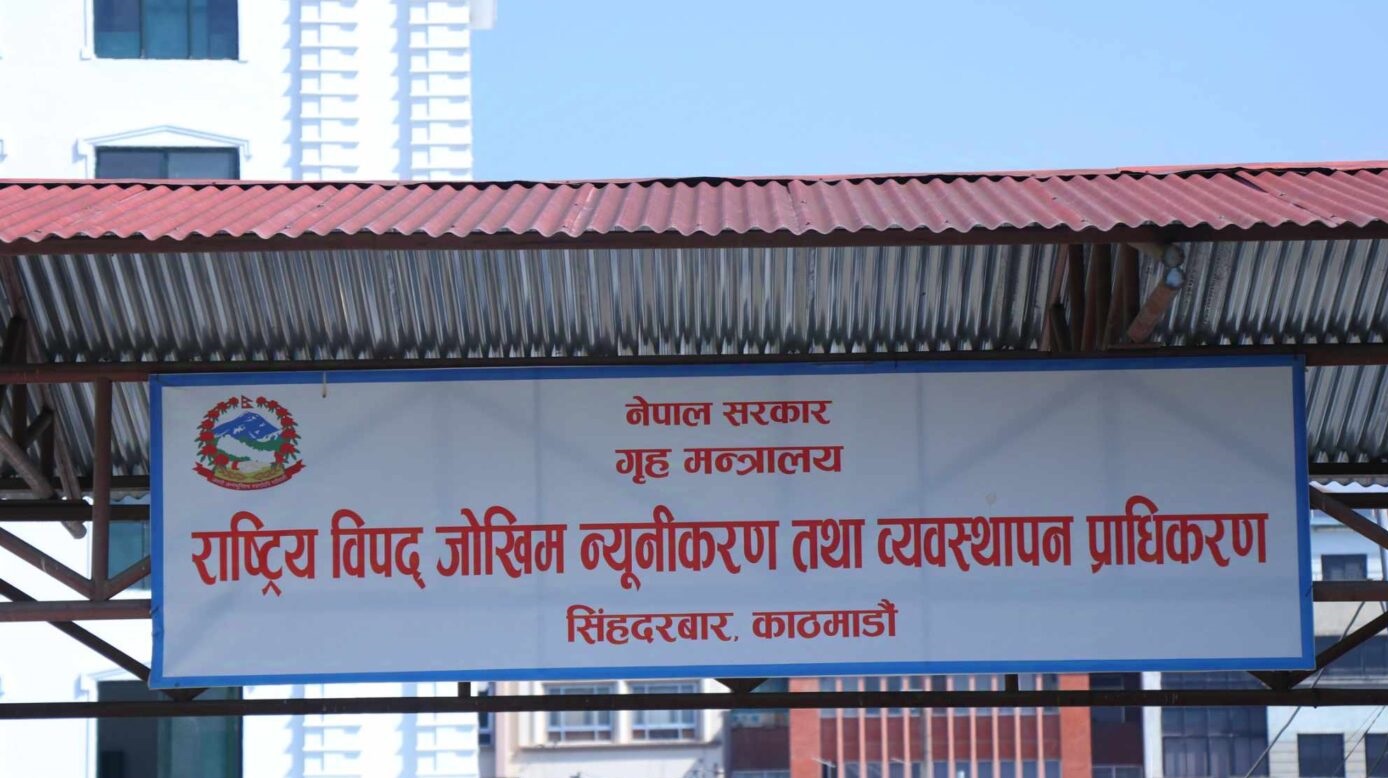 नेपाल सरकार
गृह मन्त्रालय
राष्ट्रिय विपद् जोखिम न्यूनीकरण तथा व्यवस्थापन प्राधिकरण
सिंहदरबार, काठमाडौं